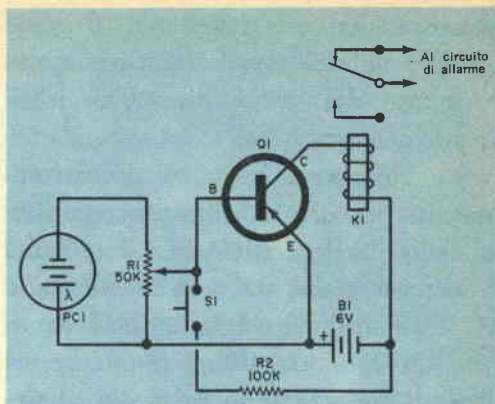 Al circuito
di allarme
Q1
C
B
E
K1
R1
50K
S1
λ
PC1
B1
6V
+
R2
100K